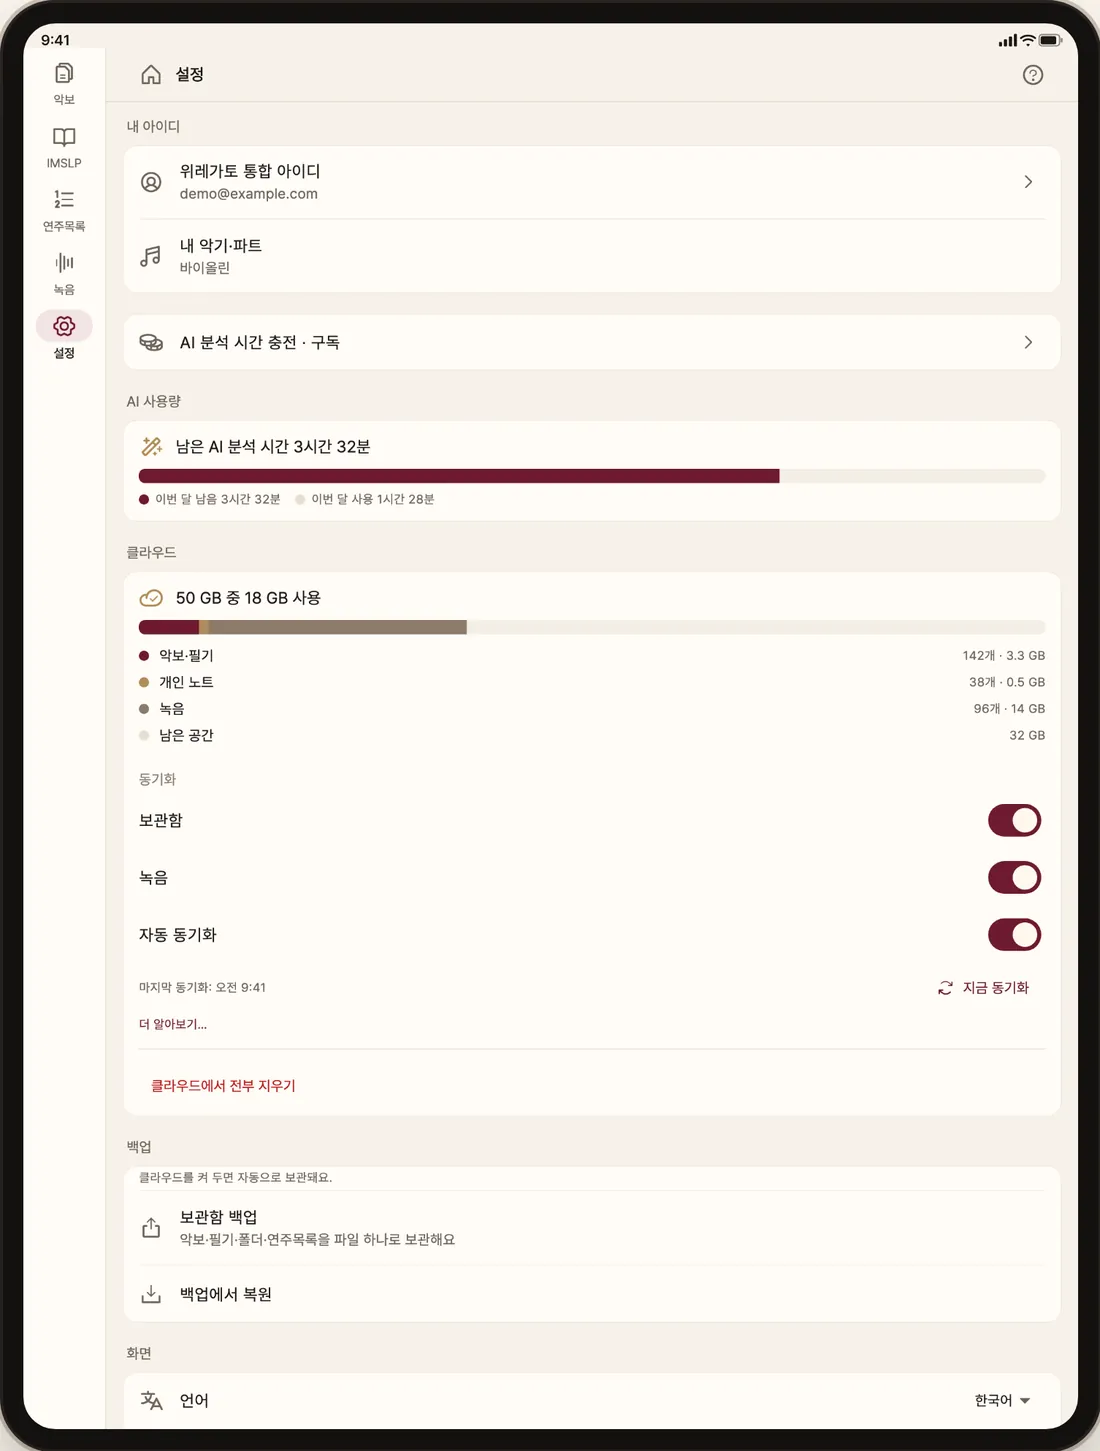 9:41
악보
IMSLP
연주목록
녹음
설정
설정
내 아이디
위레가토 통합 아이디
demo@example.com
내 악기·파트
바이올린
AI 분석 시간 충전 · 구독
AI 사용량
남은 AI 분석 시간 3시간 32분
이번 달 남음 3시간 32분 이번 달 사용 1시간 28분
클라우드
50 GB 중 18 GB 사용
악보·필기 142개 · 3.3 GB
개인 노트 38개 · 0.5 GB
녹음 96개 · 14 GB
남은 공간 32 GB
동기화
보관함
녹음
자동 동기화
마지막 동기화: 오전 9:41 지금 동기화
더 알아보기...
클라우드에서 전부 지우기
백업
클라우드를 켜 두면 자동으로 보관돼요.
보관함 백업
악보·필기·폴더·연주목록을 파일 하나로 보관해요
백업에서 복원
화면
언어 한국어